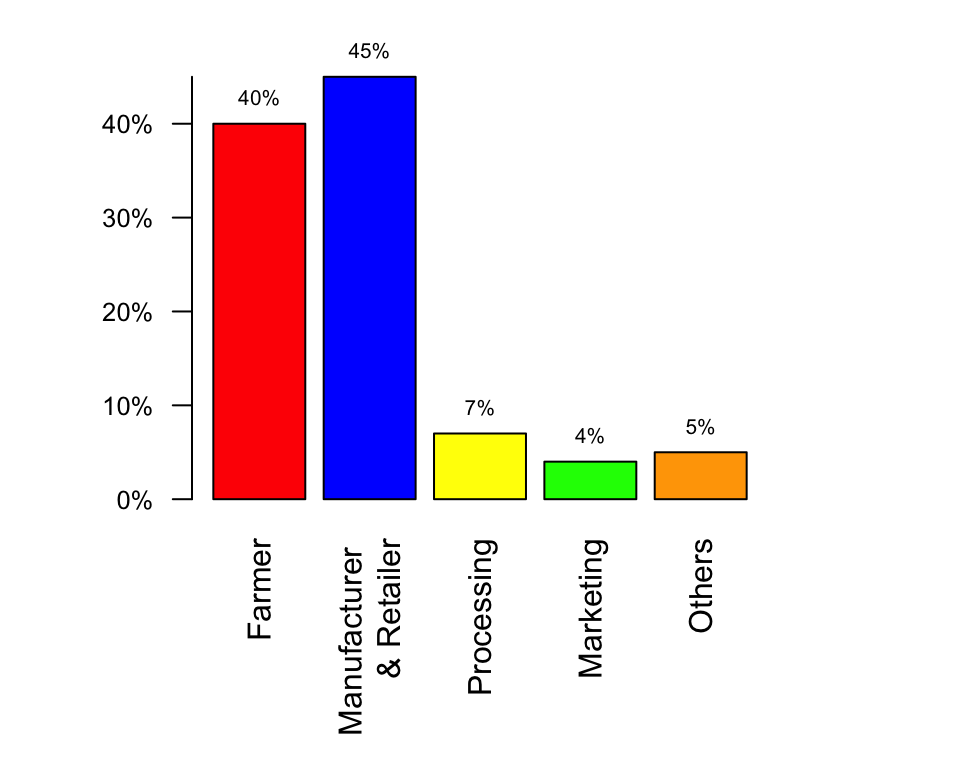 45%
40%
40%
30%
20%
10%
0%
7%
4%
5%
Farmer
Manufacturer
& Retailer
Processing
Marketing
Others